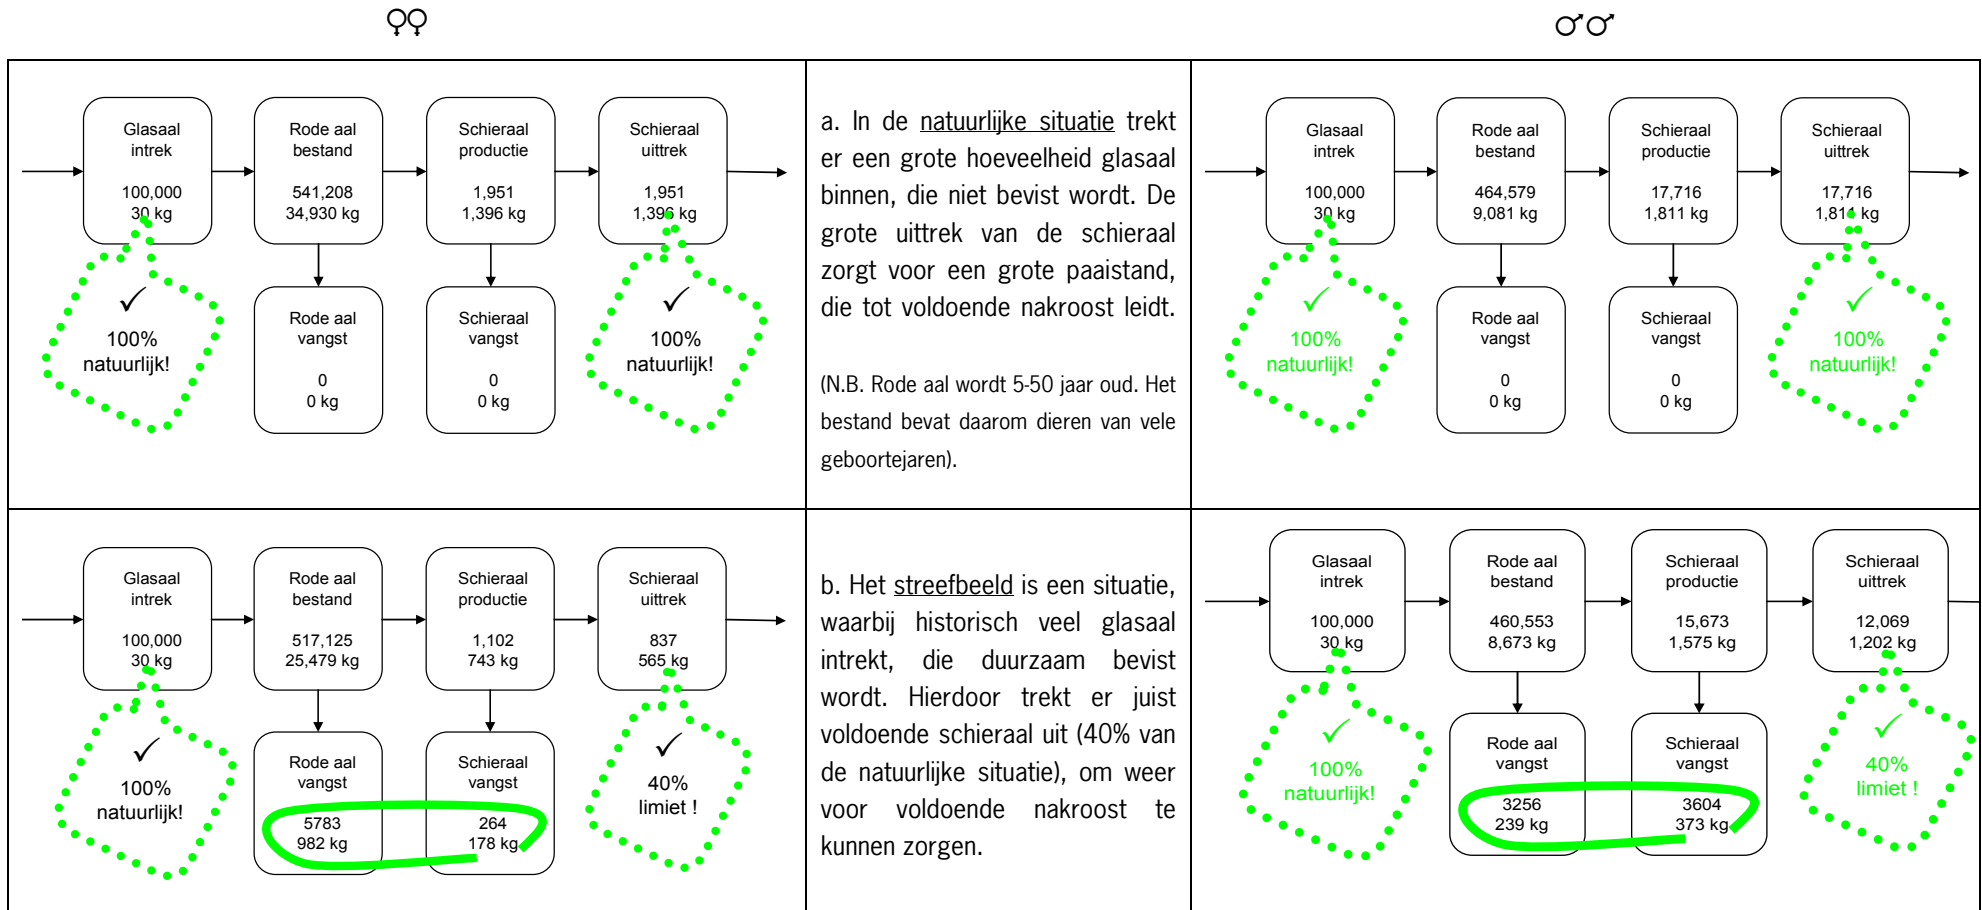 ♀♀
♂♂
Glasaal
intrek
100,000
30 kg
Rode aal
bestand
541,208
34,930 kg
Schieraal
productie
1,951
1,396 kg
Schieraal
uittrek
1,951
1,396 kg
✓
100%
natuurlijk!
Rode aal
vangst
0
0 kg
Schieraal
vangst
0
0 kg
✓
100%
natuurlijk!
a. In de natuurlijke situatie trekt
er een grote hoeveelheid glasaal
binnen, die niet bevist wordt. De
grote uittrek van de schieraal
zorgt voor een grote paaistand,
die tot voldoende nakroost leidt.
(N.B. Rode aal wordt 5-50 jaar oud. Het
bestand bevat daarom dieren van vele
geboortejaren).
Glasaal
intrek
100,000
30 kg
Rode aal
bestand
464,579
9,081 kg
Schieraal
productie
17,716
1,811 kg
Schieraal
uittrek
17,716
1,811 kg
✓
100%
natuurlijk!
Rode aal
vangst
0
0 kg
Schieraal
vangst
0
0 kg
✓
100%
natuurlijk!
Glasaal
intrek
100,000
30 kg
Rode aal
bestand
517,125
25,479 kg
Schieraal
productie
1,102
743 kg
Schieraal
uittrek
837
565 kg
✓
100%
natuurlijk!
Rode aal
vangst
5783
982 kg
Schieraal
vangst
264
178 kg
✓
40%
limiet !
b. Het streefbeeld is een situatie,
waarbij historisch veel glasaal
intrekt, die duurzaam bevist
wordt. Hierdoor trekt er juist
voldoende schieraal uit (40% van
de natuurlijke situatie), om weer
voor voldoende nakroost te
kunnen zorgen.
Glasaal
intrek
100,000
30 kg
Rode aal
bestand
460,553
8,673 kg
Schieraal
productie
15,673
1,575 kg
Schieraal
uittrek
12,069
1,202 kg
✓
100%
natuurlijk!
Rode aal
vangst
3256
239 kg
Schieraal
vangst
3604
373 kg
✓
40%
limiet !